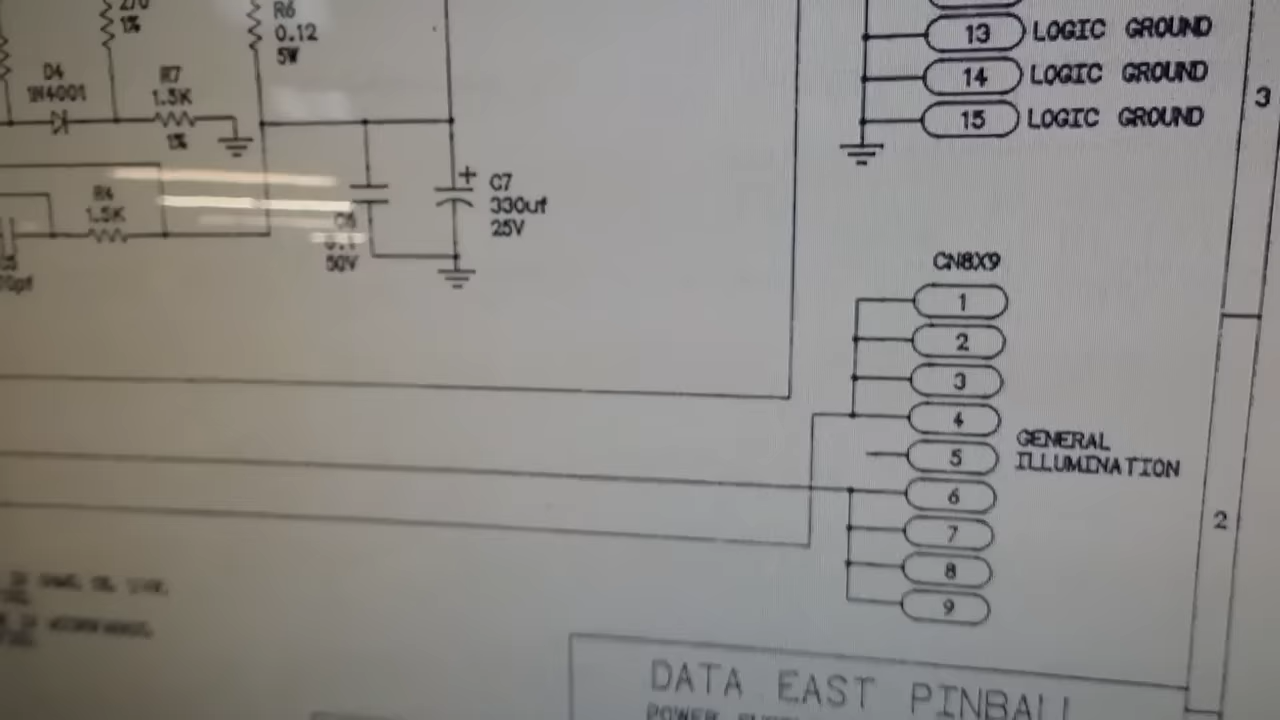 1%
R6
0.12
5W
D4
1N4001
R7
1.5K
1%
R4
1.5K
50V
+
C7
330uf
25V
13 LOGIC GROUND
14 LOGIC GROUND
15 LOGIC GROUND
3
CN8X9
1
2
3
4
5
6
7
8
9
GENERAL
ILLUMINATION
2
DATA EAST PINBALL
POWER